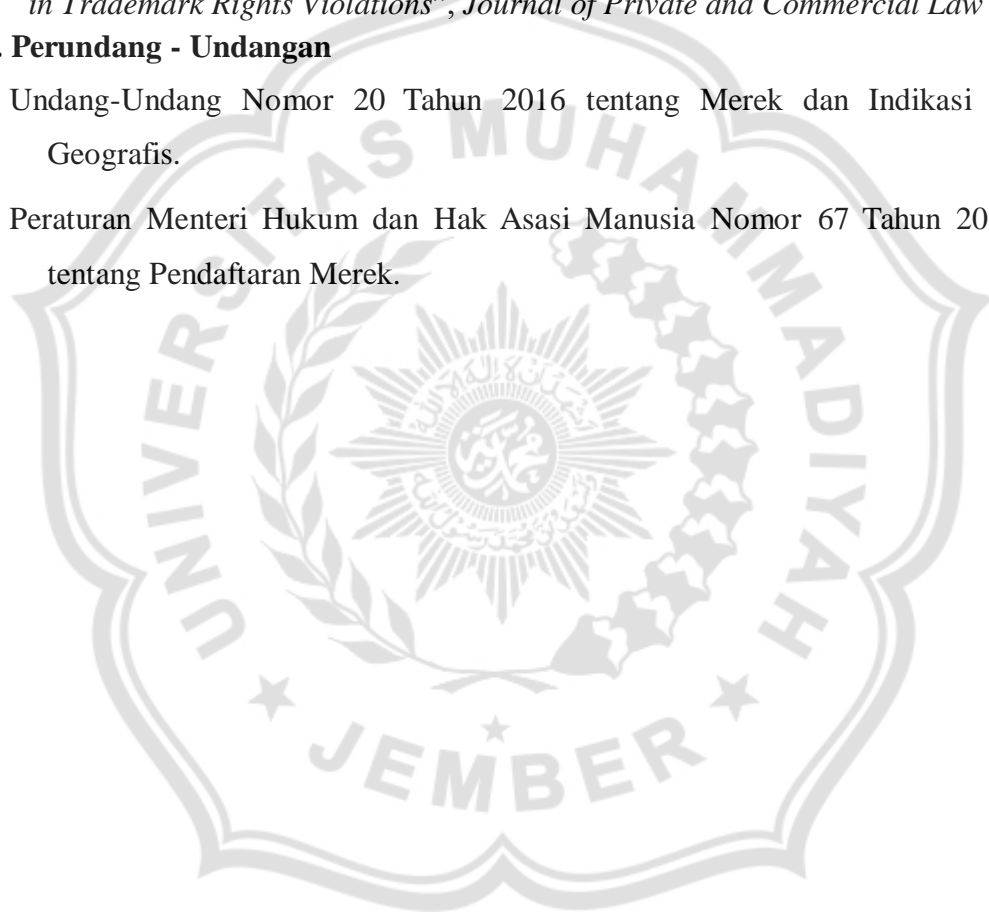 in Trademark Rights Violations”, Journal of Private and Commercial Law
. Perundang - Undangan
Undang-Undang Nomor 20 Tahun 2016 tentang Merek dan Indikasi
Geografis.
Peraturan Menteri Hukum dan Hak Asasi Manusia Nomor 67 Tahun 20
tentang Pendaftaran Merek.
UNIVERSITAS MUHAMMADIYAH
JEMBER